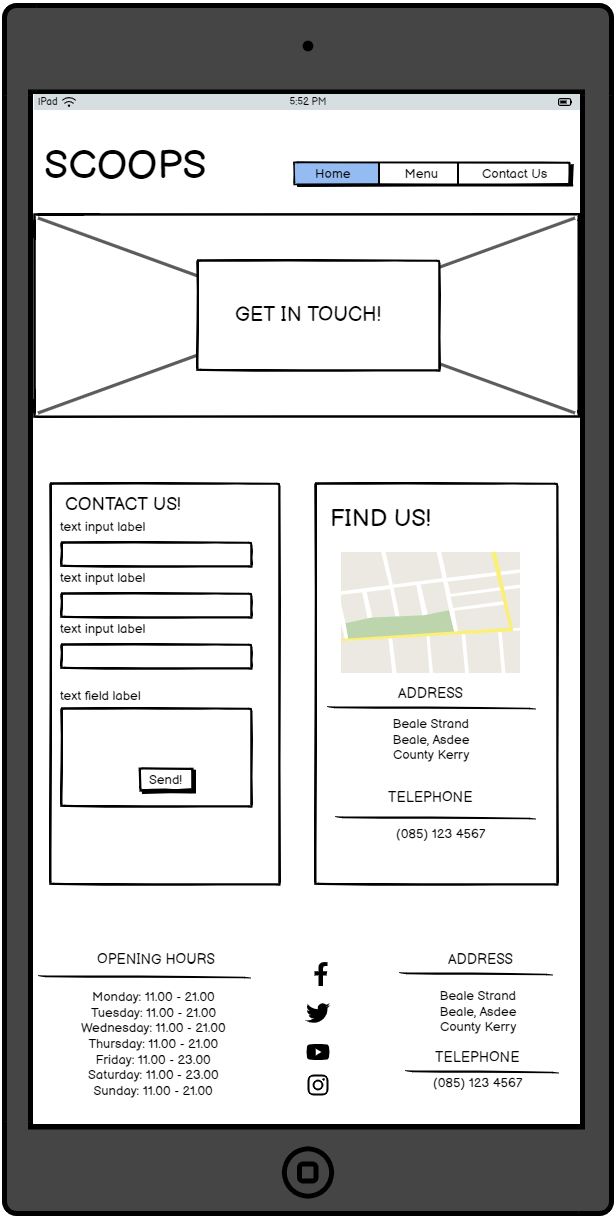 iPad
5:52 PM
SCOOPS
Home
Menu
Contact Us
GET IN TOUCH!
CONTACT US!
text input label
text input label
text input label
text field label
Send!
FIND US!
ADDRESS
Beale Strand
Beale, Asdee
County Kerry
TELEPHONE
(085) 123 4567
OPENING HOURS
Monday: 11.00 - 21.00
Tuesday: 11.00 - 21.00
Wednesday: 11.00 - 21.00
Thursday: 11.00 - 21.00
Friday: 11.00 - 23.00
Saturday: 11.00 - 23.00
Sunday: 11.00 - 21.00
ADDRESS
Beale Strand
Beale, Asdee
County Kerry
TELEPHONE
(085) 123 4567